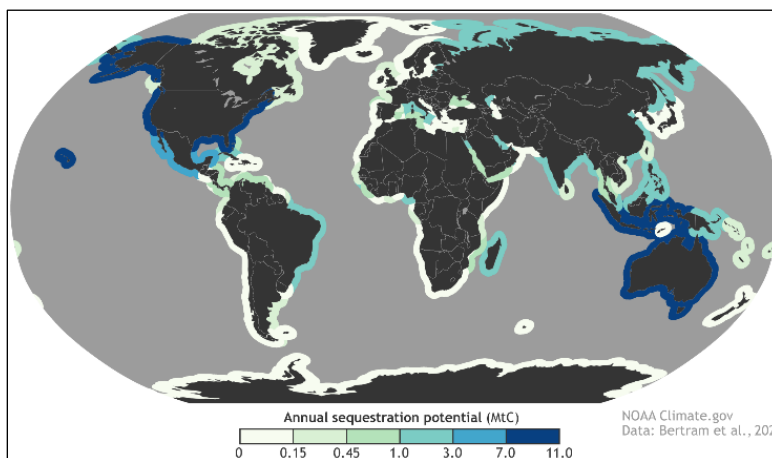 Annual sequestration potential (MtC)
0 0.15 0.45 1.0 3.0 7.0 11.0
NOAA Climate.gov
Data: Bertram et al., 202